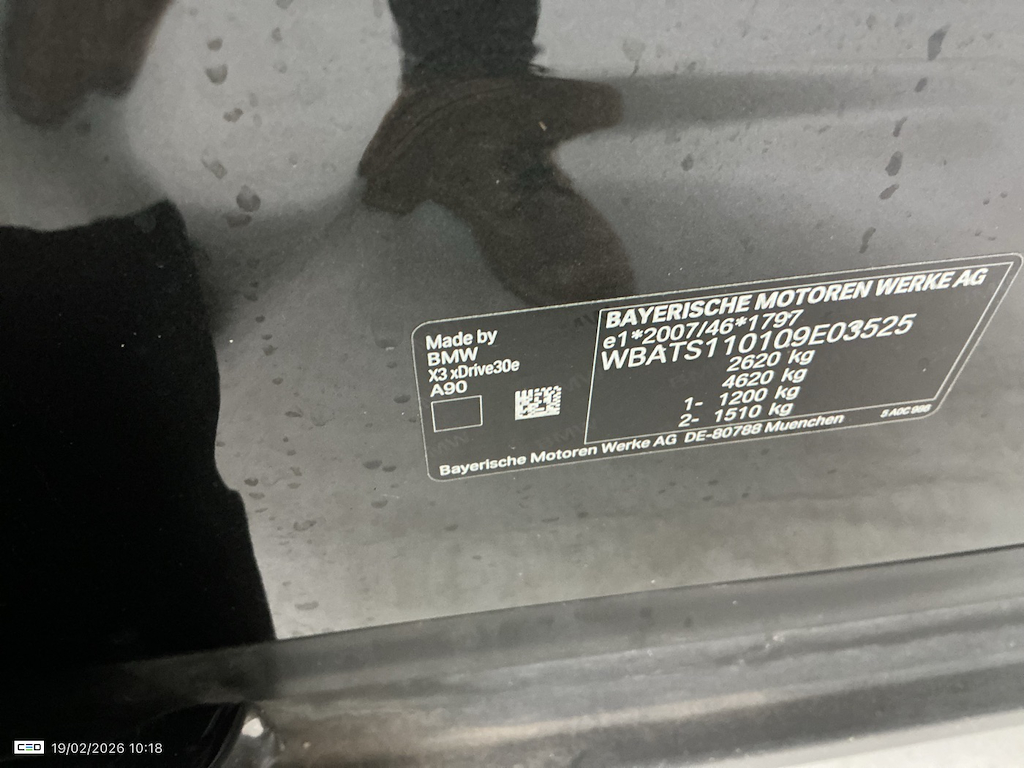 Made by
BMW
X3 xDrive30e
A90
BAYERISCHE MOTOREN WERKE AG
e1*2007/46*1797
WBATS110109E03525
2620 kg
4620 kg
1- 1200 kg
2- 1510 kg
Bayerische Motoren Werke AG DE-80788 Muenchen
CEO 19/02/2026 10:18